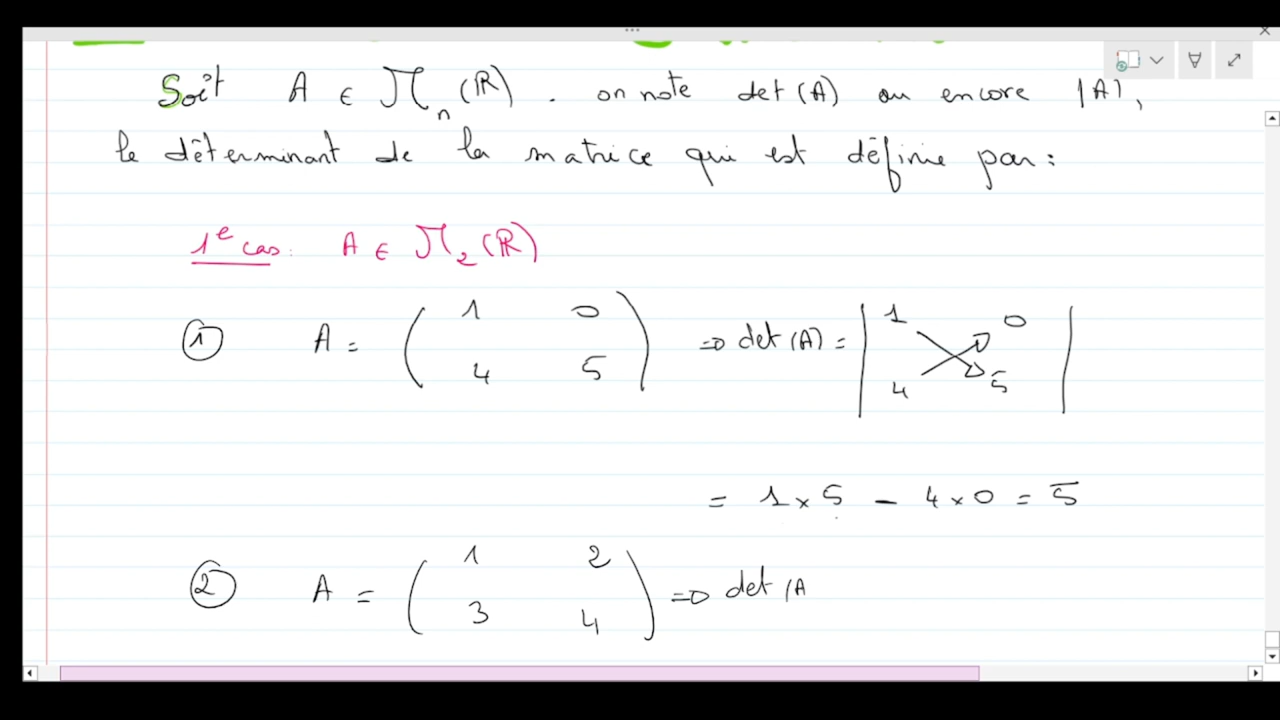 Soit A ∈ M_n(ℝ). on note det(A) ou encore |A|,
le déterminant de la matrice qui est définie par:
1e cas: A ∈ M_2(ℝ)
① A = ( 1 0 ⇒ det(A) = | 1 0 |
4 5 ) 4 5
= 1 × 5 − 4 × 0 = 5
② A = ( 1 2 ⇒ det(A
3 4 )